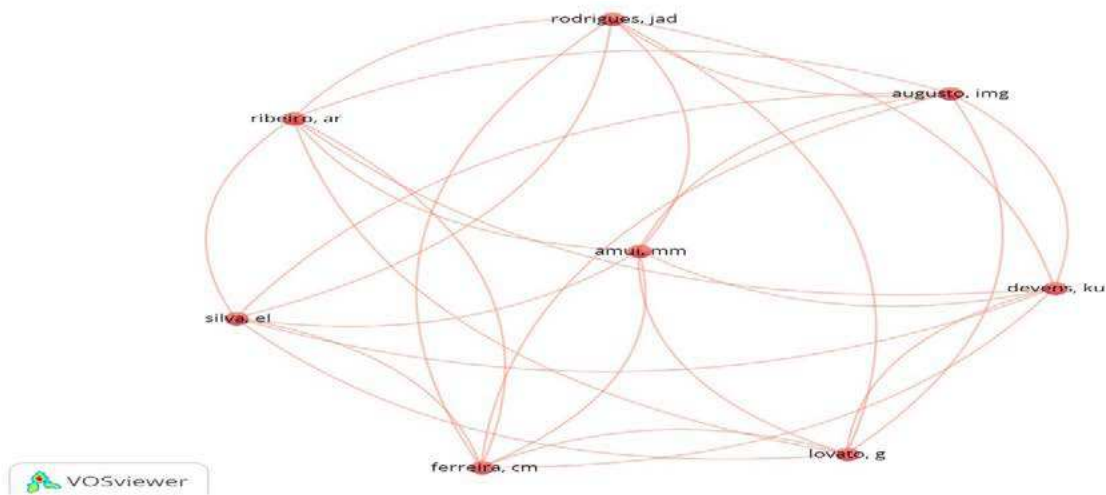 rodrigues, jad
augusto, img
ribeiro, ar
amui, mm
devens, ku
silva, el
lovato, g
ferreira, cm
VOSviewer